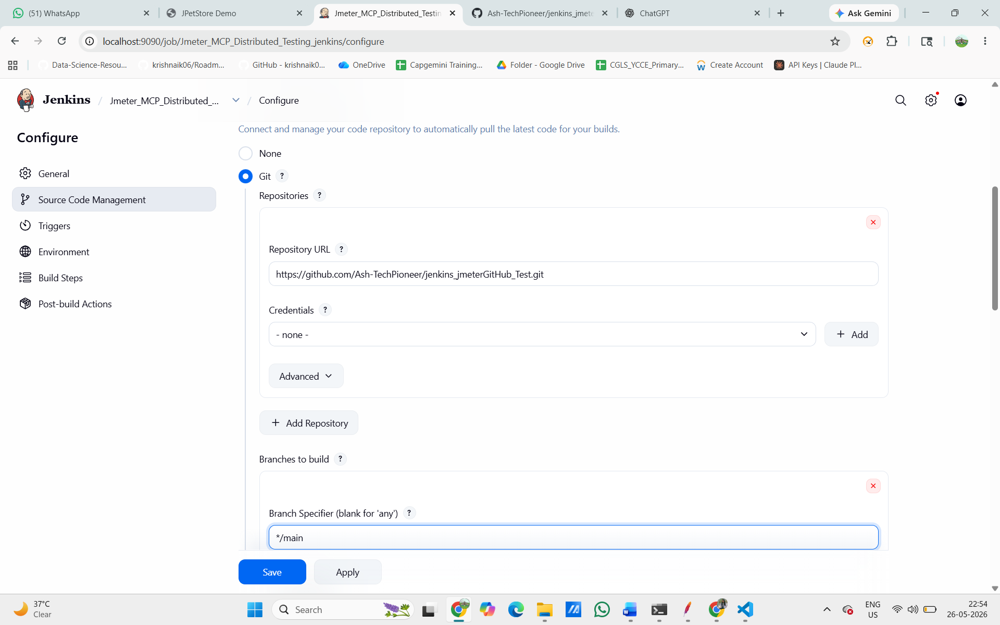 (51) WhatsApp
JPetStore Demo
Jmeter_MCP_Distributed_Testin
Ash-TechPioneer/jenkins_jmete
ChatGPT
Ask Gemini
localhost:9090/job/Jmeter_MCP_Distributed_Testing_jenkins/configure
Data-Science-Resou...
krishnaik06/Roadm...
GitHub - krishnaik0...
OneDrive
Capgemini Training...
Folder - Google Drive
CGLS_YCCE_Primary...
Create Account
API Keys | Claude Pl...
Jenkins / Jmeter_MCP_Distributed_... / Configure
Configure
General
Source Code Management
Triggers
Environment
Build Steps
Post-build Actions
Connect and manage your code repository to automatically pull the latest code for your builds.
None
Git ?
Repositories ?
Repository URL ?
https://github.com/Ash-TechPioneer/jenkins_jmeterGitHub_Test.git
Credentials ?
- none -
+ Add
Advanced
+ Add Repository
Branches to build ?
Branch Specifier (blank for 'any') ?
*/main
Save
Apply
37°C
Clear
Search
ENG
US
22:54
26-05-2026